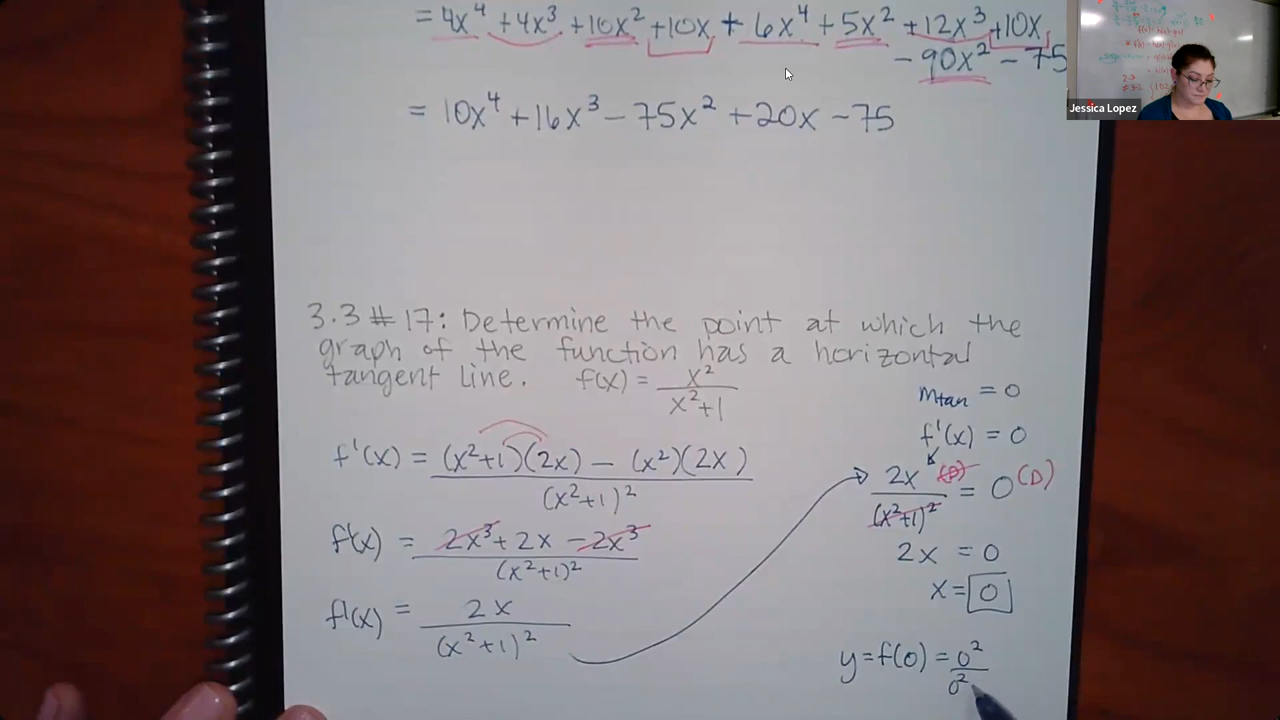 = 4x⁴ + 4x³ + 10x² + 10x + 6x⁴ + 5x² + 12x³ + 10x
− 90x² − 75
= 10x⁴ + 16x³ − 75x² + 20x − 75
Jessica Lopez
3.3 # 17: Determine the point at which the
graph of the function has a horizontal
tangent line. f(x) = x²/(x²+1)
f'(x) = ((x²+1)(2x) − (x²)(2x))/(x²+1)²
f'(x) = (2x³ + 2x − 2x³)/(x²+1)²
f'(x) = 2x/(x²+1)²
mtan = 0
f'(x) = 0
2x (D)/(x²+1)² = 0 (D)
2x = 0
x = 0
y = f(0) = 0²/0²